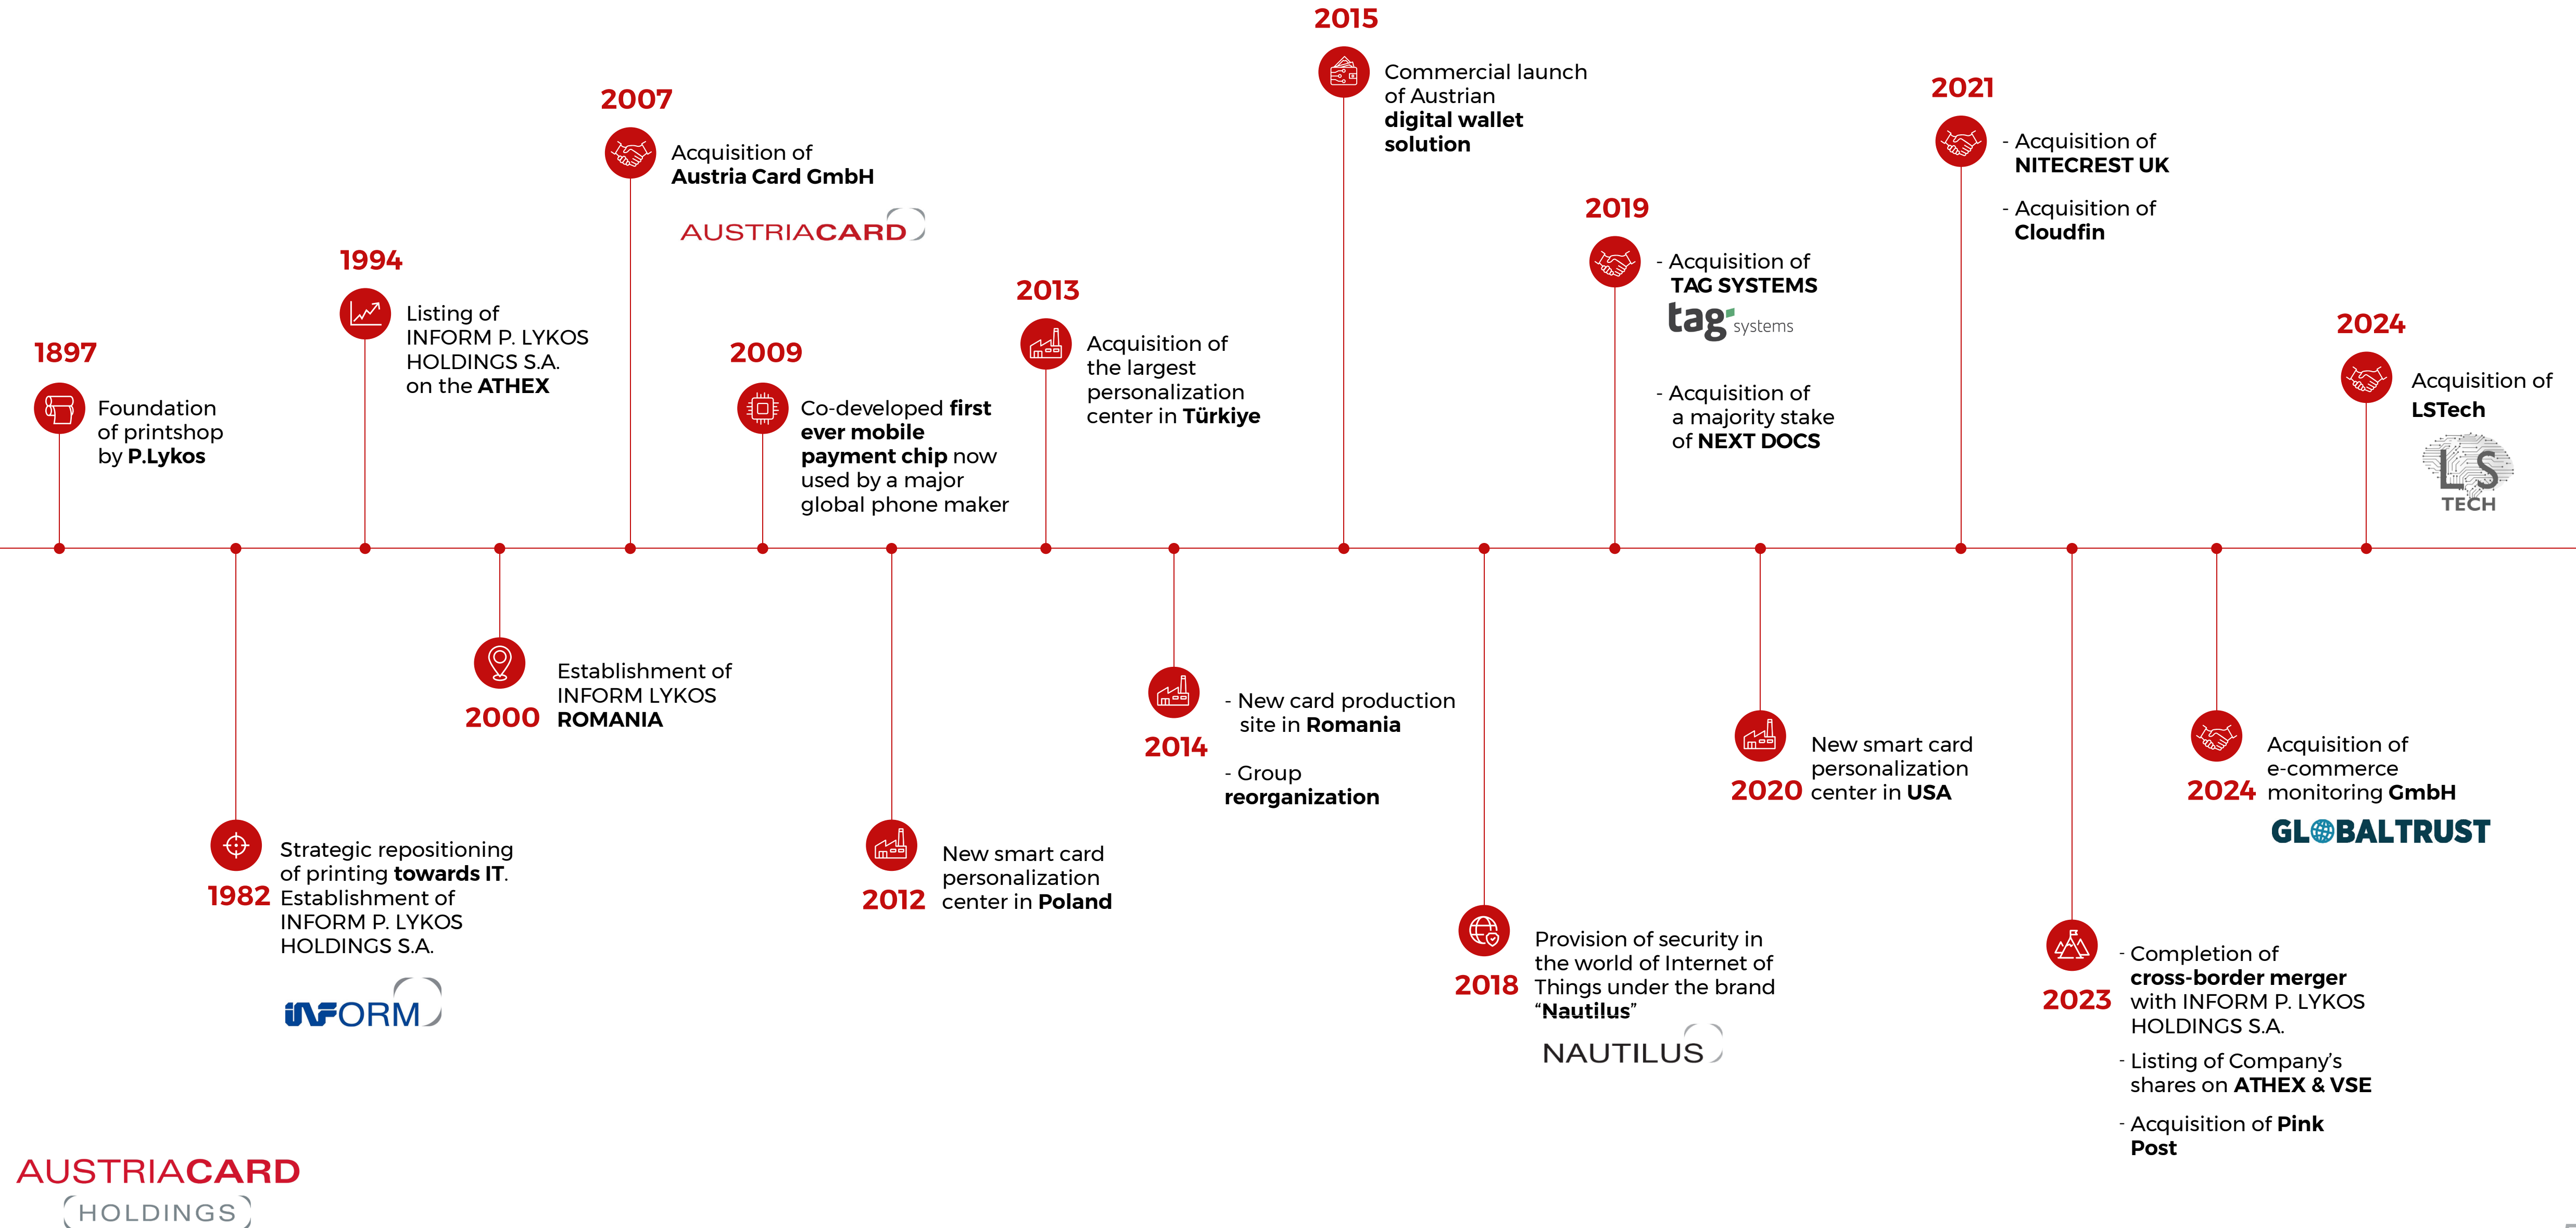 1897
Foundation
of printshop
by P.Lykos
1982
Strategic repositioning
of printing towards IT.
Establishment of
INFORM P. LYKOS
HOLDINGS S.A.
INFORM
1994
Listing of
INFORM P. LYKOS
HOLDINGS S.A.
on the ATHEX
2000
Establishment of
INFORM LYKOS
ROMANIA
2007
Acquisition of
Austria Card GmbH
AUSTRIACARD
2009
Co-developed first
ever mobile
payment chip now
used by a major
global phone maker
2012
New smart card
personalization
center in Poland
2013
Acquisition of
the largest
personalization
center in Türkiye
2014
- New card production
site in Romania
- Group
reorganization
2015
Commercial launch
of Austrian
digital wallet
solution
2018
Provision of security in
the world of Internet of
Things under the brand
“Nautilus”
NAUTILUS
2019
- Acquisition of
TAG SYSTEMS
tag systems
- Acquisition of
a majority stake
of NEXT DOCS
2020
New smart card
personalization
center in USA
2021
- Acquisition of
NITECREST UK
- Acquisition of
Cloudfin
2023
- Completion of
cross-border merger
with INFORM P. LYKOS
HOLDINGS S.A.
- Listing of Company’s
shares on ATHEX & VSE
- Acquisition of Pink
Post
2024
Acquisition of
e-commerce
monitoring GmbH
GLOBALTRUST
2024
Acquisition of
LSTech
LS
TECH
AUSTRIACARD
HOLDINGS